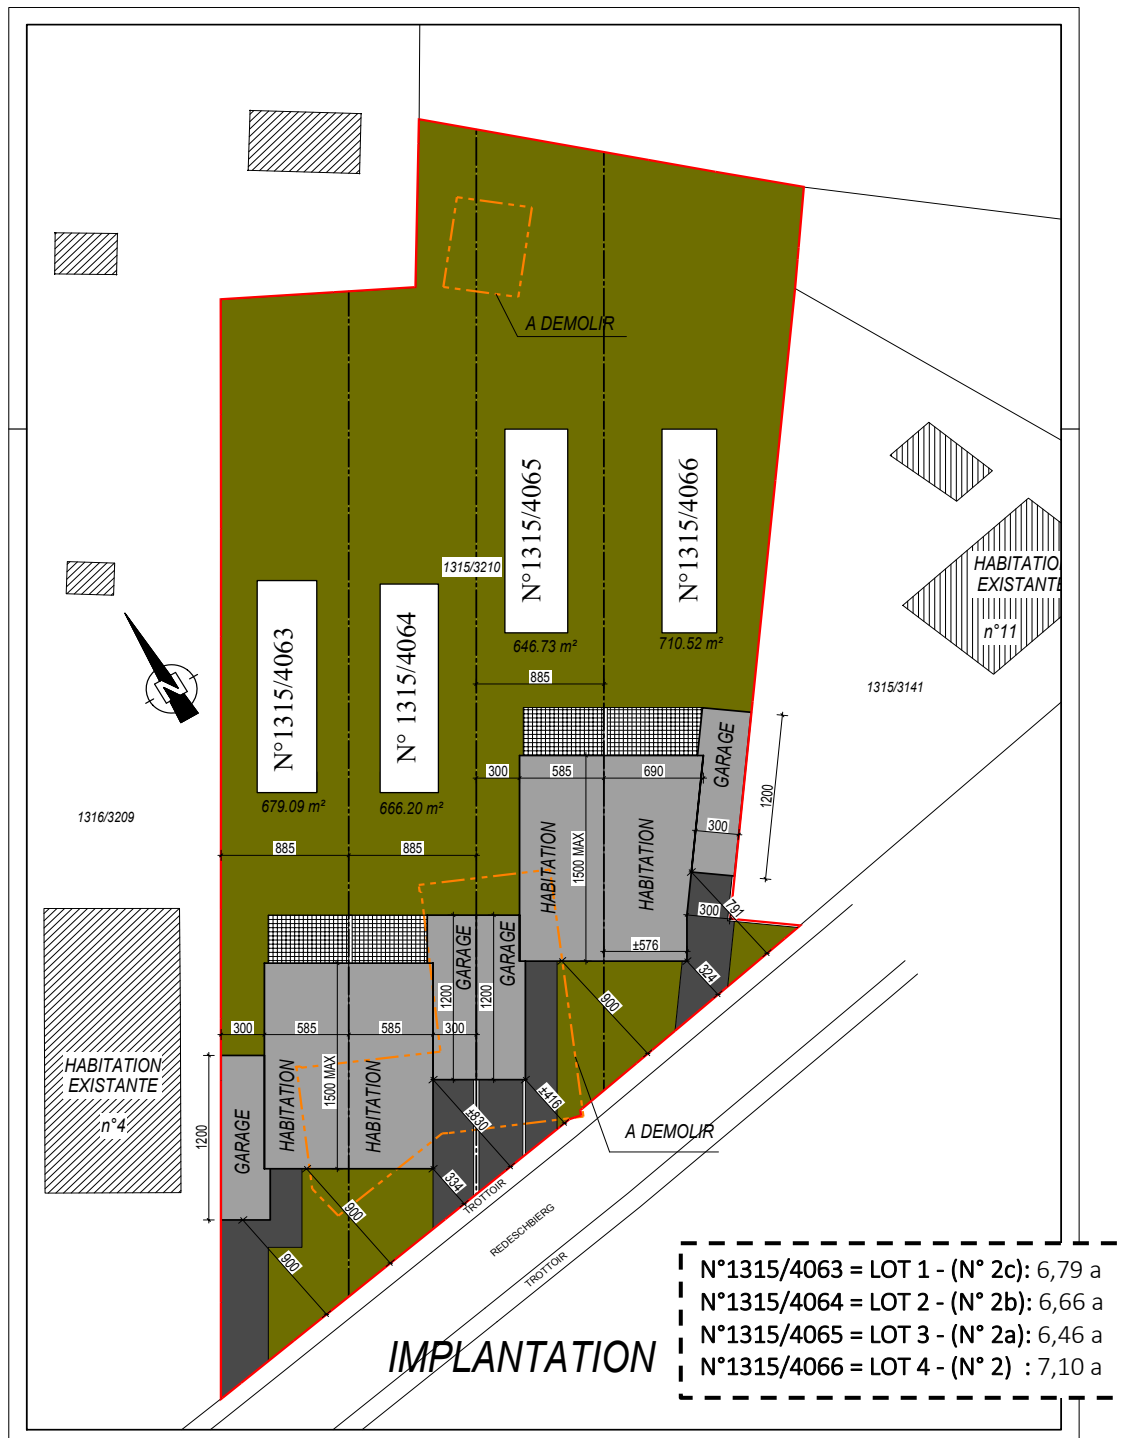 A DEMOLIR
N°1315/4065
N°1315/4066
1315/3210
HABITATIO
EXISTANTE
n°11
N°1315/4063
N° 1315/4064
646.73 m²
710.52 m²
885
1315/3141
N
GARAGE
300
585
690
1200
679.09 m²
666.20 m²
1316/3209
300
HABITATION
1500 MAX
HABITATION
885
885
791
300
±576
GARAGE
GARAGE
324
1200
1200
900
300
585
585
300
HABITATION
EXISTANTE
n°4
1200
GARAGE
HABITATION
1500 MAX
HABITATION
±830
±416
A DEMOLIR
334
900
900
TROTTOIR
REDESCHBIERG
TROTTOIR
IMPLANTATION
N°1315/4063 = LOT 1 - (N° 2c): 6,79 a
N°1315/4064 = LOT 2 - (N° 2b): 6,66 a
N°1315/4065 = LOT 3 - (N° 2a): 6,46 a
N°1315/4066 = LOT 4 - (N° 2) : 7,10 a